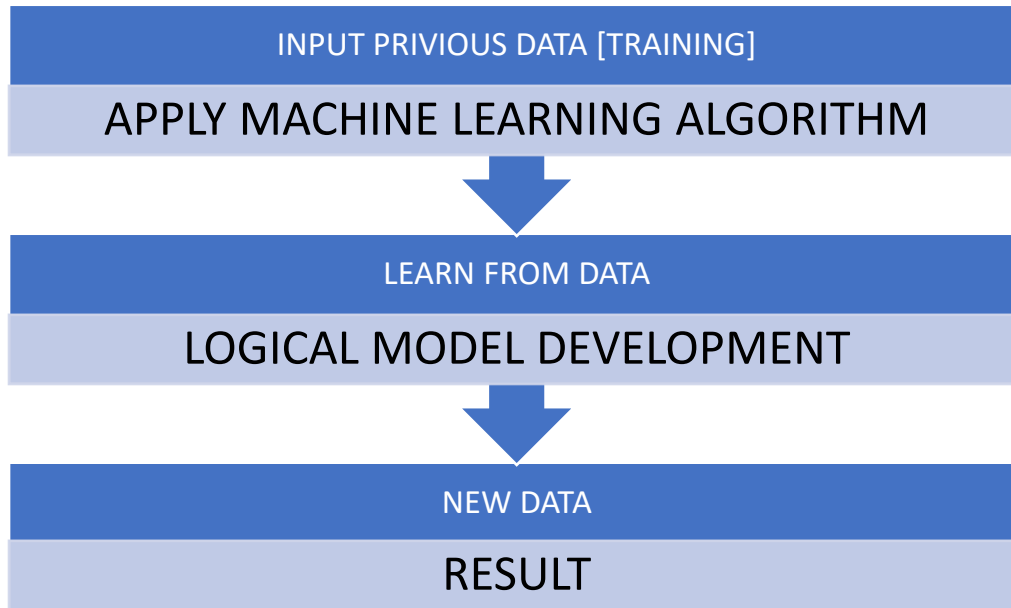 INPUT PRIVIOUS DATA [TRAINING]
APPLY MACHINE LEARNING ALGORITHM
LEARN FROM DATA
LOGICAL MODEL DEVELOPMENT
NEW DATA
RESULT